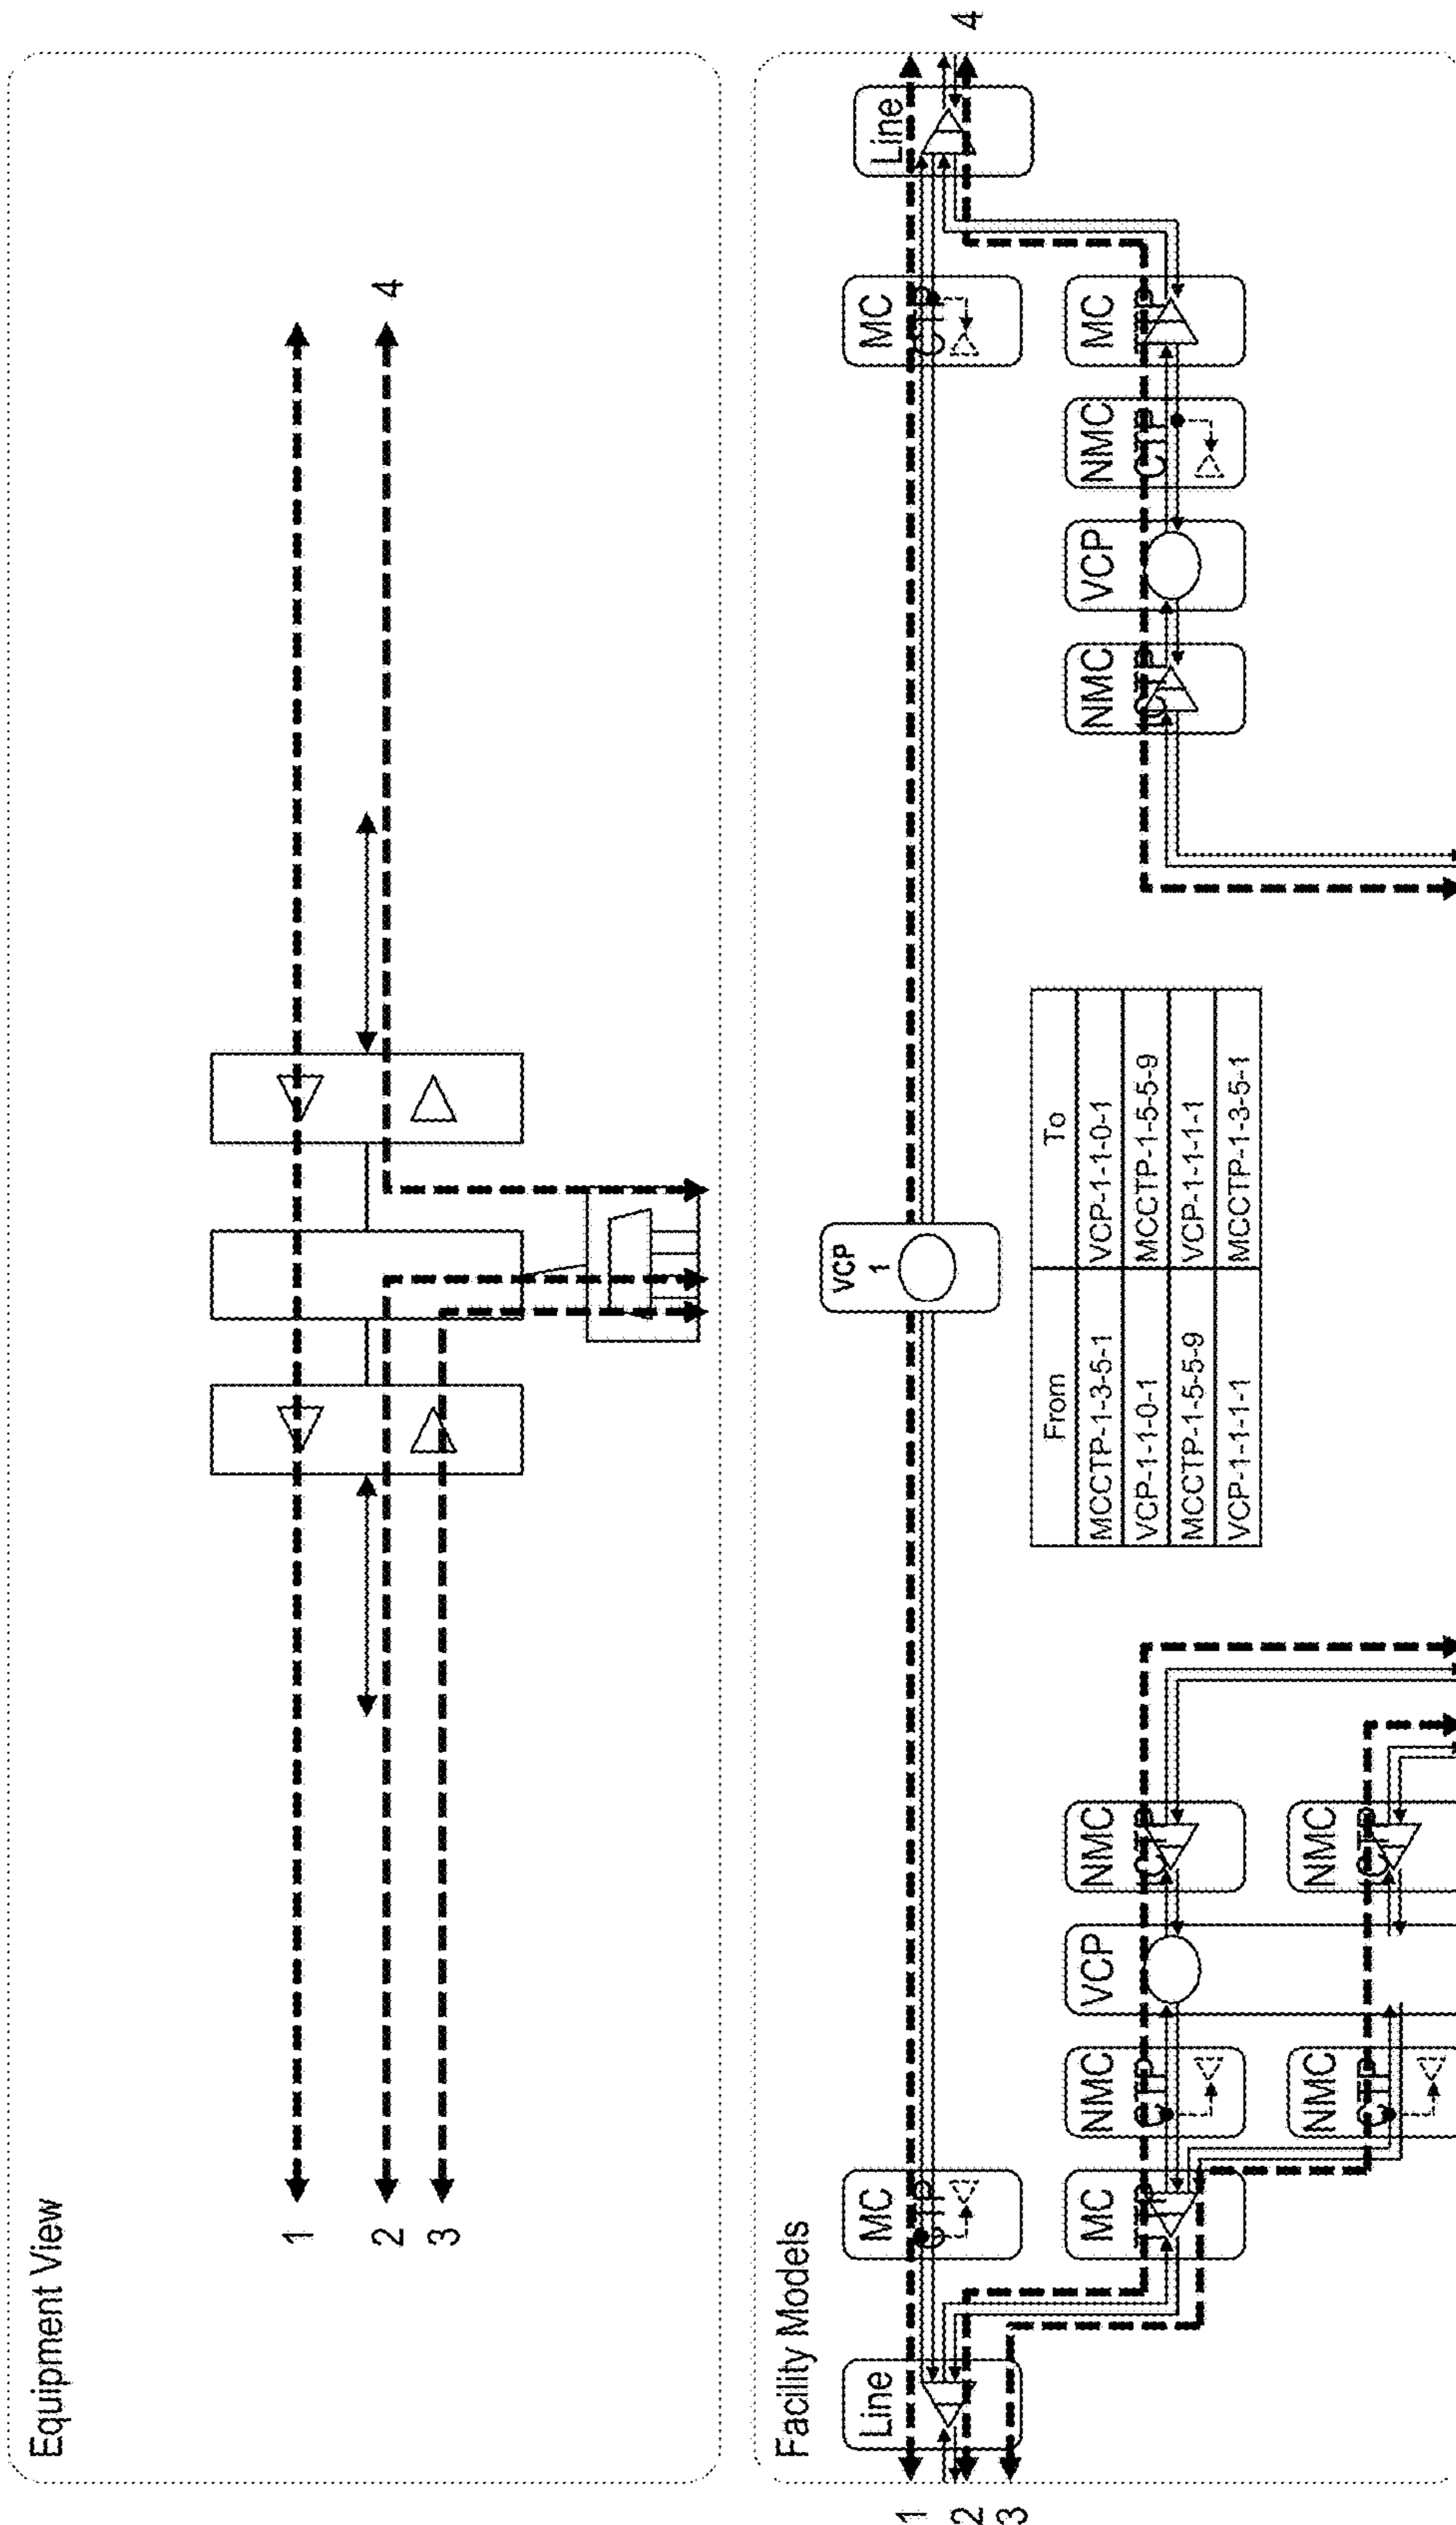 Equipment View
1
2
3
4
Facility Models
1
2
3
4
Line
MC
CTP
VCP
1
MC
CTP
Line
MC
NMC
CTP
VCP
NMC
CTP
From To
MCCTP-1-3-5-1 VCP-1-1-0-1
VCP-1-1-0-1 MCCTP-1-5-5-9
MCCTP-1-5-5-9 VCP-1-1-1-1
VCP-1-1-1-1 MCCTP-1-3-5-1
NMC
CTP
VCP
NMC
CTP
MC
NMC
CTP
NMC
CTP